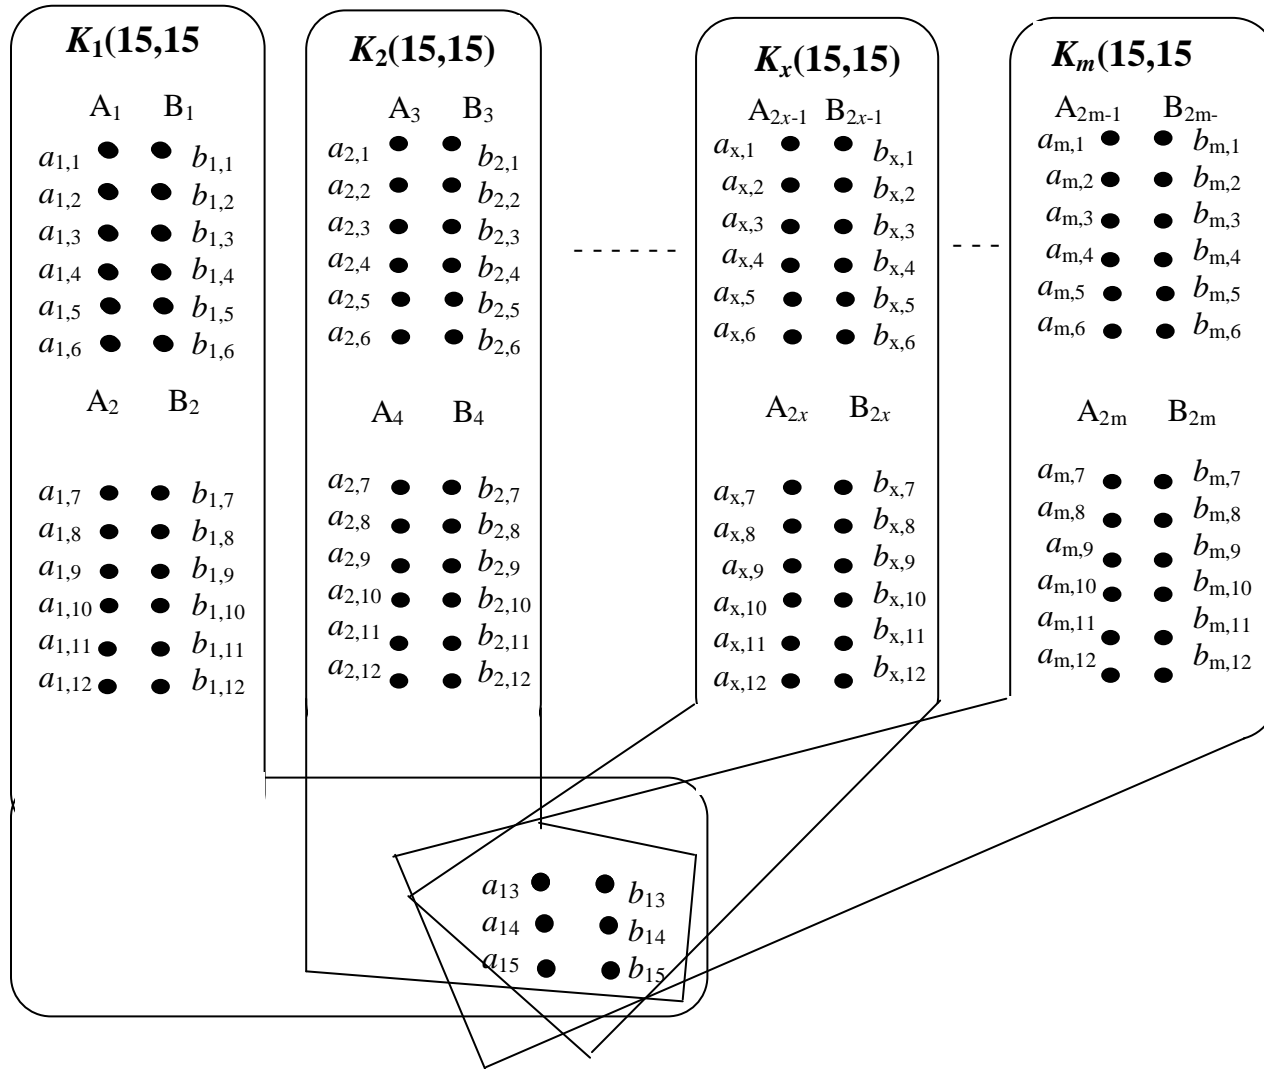 K1(15,15
A1 B1
a1,1 b1,1
a1,2 b1,2
a1,3 b1,3
a1,4 b1,4
a1,5 b1,5
a1,6 b1,6
A2 B2
a1,7 b1,7
a1,8 b1,8
a1,9 b1,9
a1,10 b1,10
a1,11 b1,11
a1,12 b1,12
K2(15,15)
A3 B3
a2,1 b2,1
a2,2 b2,2
a2,3 b2,3
a2,4 b2,4
a2,5 b2,5
a2,6 b2,6
A4 B4
a2,7 b2,7
a2,8 b2,8
a2,9 b2,9
a2,10 b2,10
a2,11 b2,11
a2,12 b2,12
Kx(15,15)
A2x-1 B2x-1
ax,1 bx,1
ax,2 bx,2
ax,3 bx,3
ax,4 bx,4
ax,5 bx,5
ax,6 bx,6
A2x B2x
ax,7 bx,7
ax,8 bx,8
ax,9 bx,9
ax,10 bx,10
ax,11 bx,11
ax,12 bx,12
Km(15,15
A2m-1 B2m-
am,1 bm,1
am,2 bm,2
am,3 bm,3
am,4 bm,4
am,5 bm,5
am,6 bm,6
A2m B2m
am,7 bm,7
am,8 bm,8
am,9 bm,9
am,10 bm,10
am,11 bm,11
am,12 bm,12
a13 b13
a14 b14
a15 b15